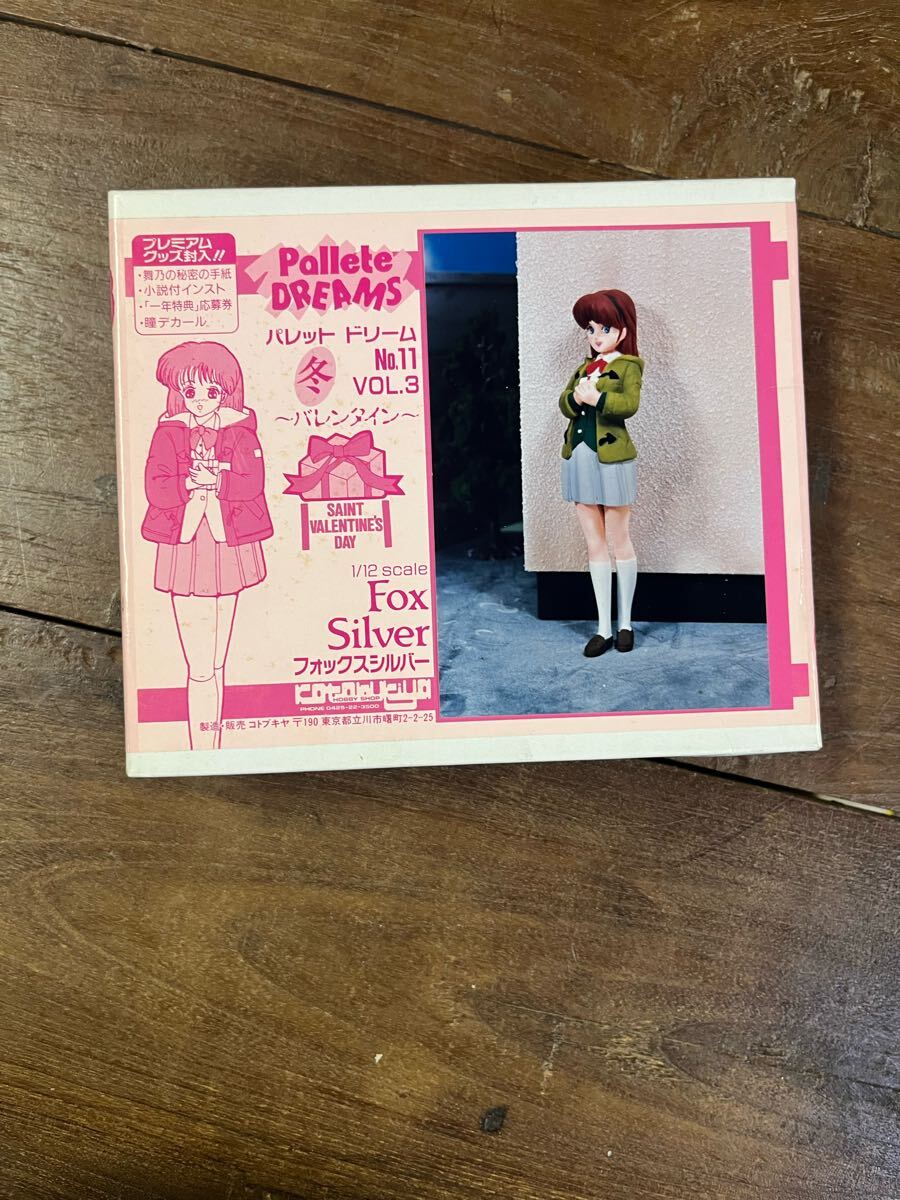 プレミアム
グッズ封入!!
・舞乃の秘密の手紙
・小説付インスト
・「一年特典」応募券
・瞳デカール
Pallete
DREAMS
パレット ドリーム
No.11
冬
VOL.3
～バレンタイン～
SAINT
VALENTINE'S
DAY
1/12 scale
Fox
Silver
フォックスシルバー
kotobukiya
HOBBY SHOP
PHONE 0425-22-3500
製造・販売 コトブキヤ 〒190 東京都立川市曙町2-2-25